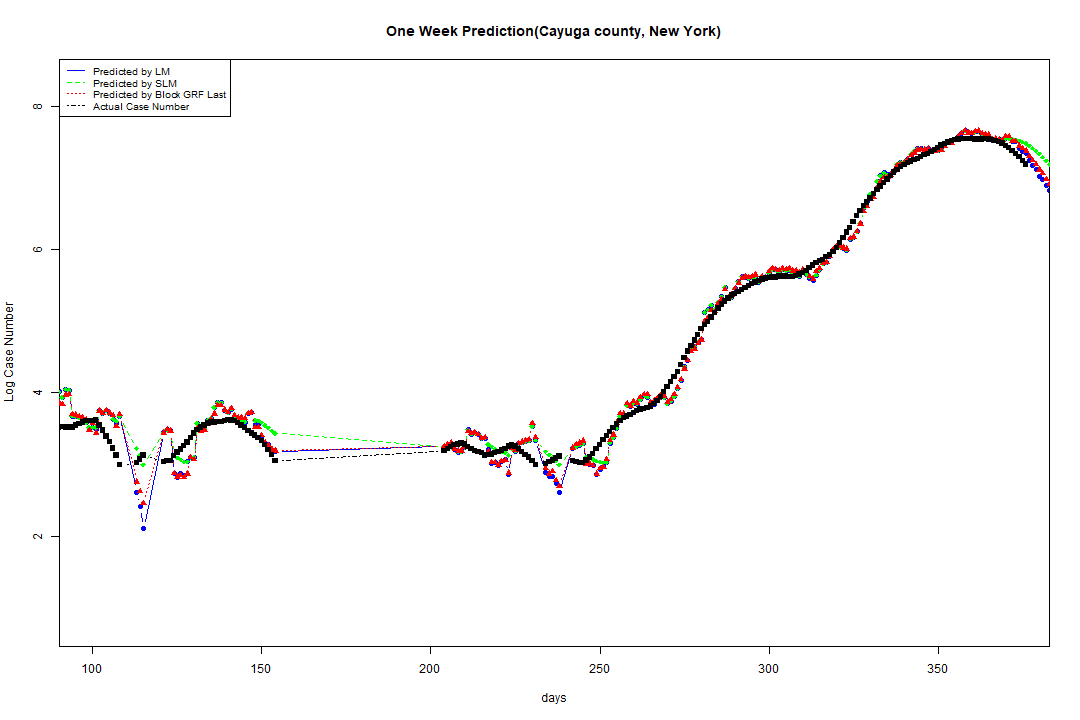 One Week Prediction(Cayuga county, New York)
Predicted by LM
Predicted by SLM
Predicted by Block GRF Last
Actual Case Number
8
6
4
2
Log Case Number
100 150 200 250 300 350
days